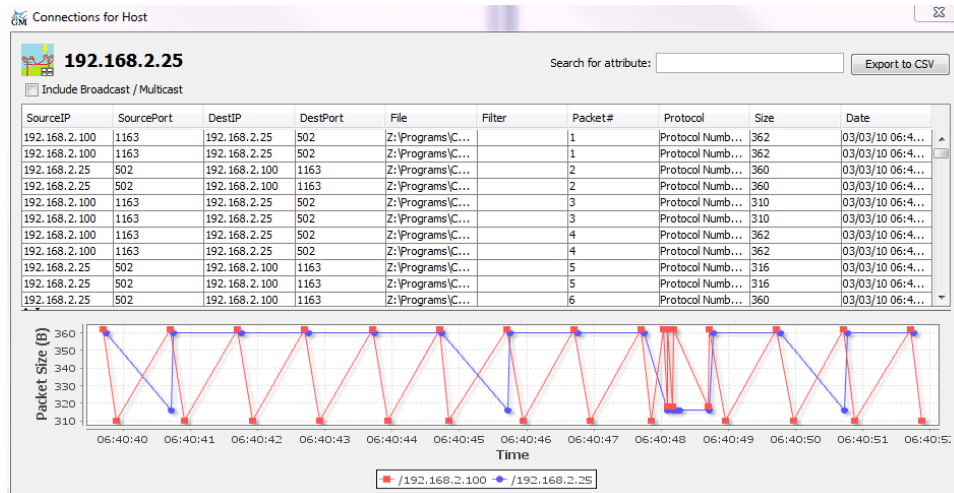 GM Connections for Host
192.168.2.25
Search for attribute:
Export to CSV
Include Broadcast / Multicast
SourceIP SourcePort DestIP DestPort File Filter Packet# Protocol Size Date
192.168.2.100 1163 192.168.2.25 502 Z:\Programs\C... 1 Protocol Numb... 362 03/03/10 06:4...
192.168.2.100 1163 192.168.2.25 502 Z:\Programs\C... 1 Protocol Numb... 362 03/03/10 06:4...
192.168.2.25 502 192.168.2.100 1163 Z:\Programs\C... 2 Protocol Numb... 360 03/03/10 06:4...
192.168.2.25 502 192.168.2.100 1163 Z:\Programs\C... 2 Protocol Numb... 360 03/03/10 06:4...
192.168.2.100 1163 192.168.2.25 502 Z:\Programs\C... 3 Protocol Numb... 310 03/03/10 06:4...
192.168.2.100 1163 192.168.2.25 502 Z:\Programs\C... 3 Protocol Numb... 310 03/03/10 06:4...
192.168.2.100 1163 192.168.2.25 502 Z:\Programs\C... 4 Protocol Numb... 362 03/03/10 06:4...
192.168.2.100 1163 192.168.2.25 502 Z:\Programs\C... 4 Protocol Numb... 362 03/03/10 06:4...
192.168.2.25 502 192.168.2.100 1163 Z:\Programs\C... 5 Protocol Numb... 316 03/03/10 06:4...
192.168.2.25 502 192.168.2.100 1163 Z:\Programs\C... 5 Protocol Numb... 316 03/03/10 06:4...
192.168.2.25 502 192.168.2.100 1163 Z:\Programs\C... 6 Protocol Numb... 360 03/03/10 06:4...
Packet Size (B)
360
350
340
330
320
310
06:40:40 06:40:41 06:40:42 06:40:43 06:40:44 06:40:45 06:40:46 06:40:47 06:40:48 06:40:49 06:40:50 06:40:51
Time
/192.168.2.100 /192.168.2.25